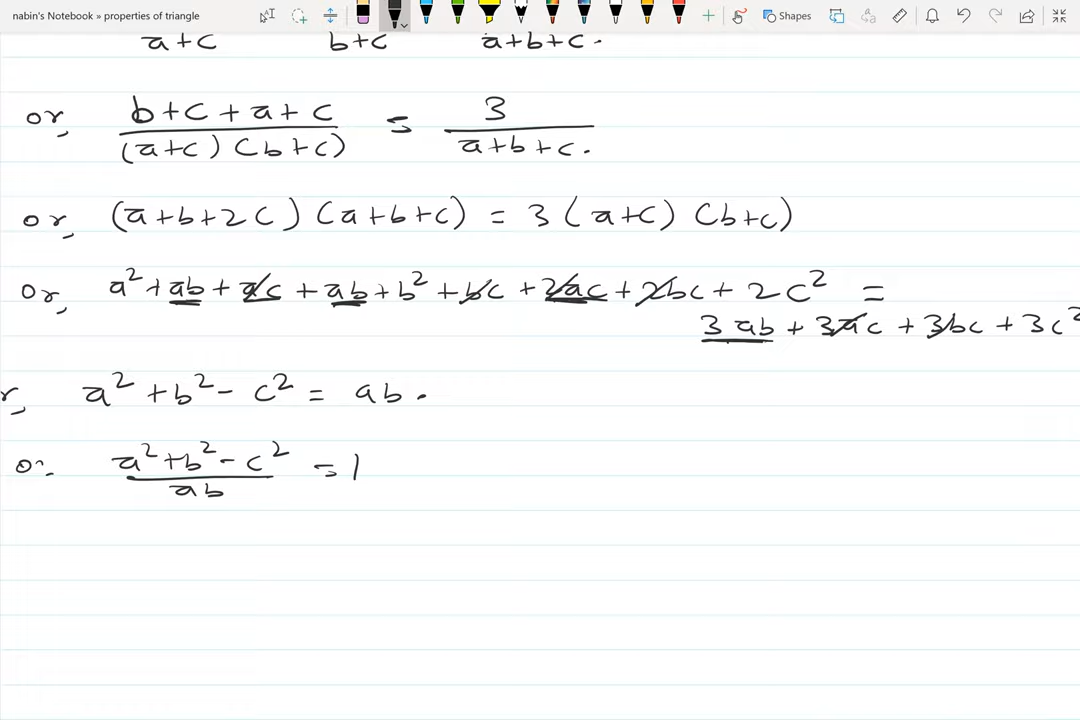 nabin's Notebook » properties of triangle
Shapes
a+c b+c a+b+c.
or, b+c+a+c / (a+c)(b+c) = 3 / a+b+c.
or, (a+b+2c)(a+b+c) = 3(a+c)(b+c)
or, a²+ab+ac+ab+b²+bc+2ac+2bc+2c² =
3ab+3ac+3bc+3c²
r, a²+b²-c² = ab.
or a²+b²-c² / ab = 1